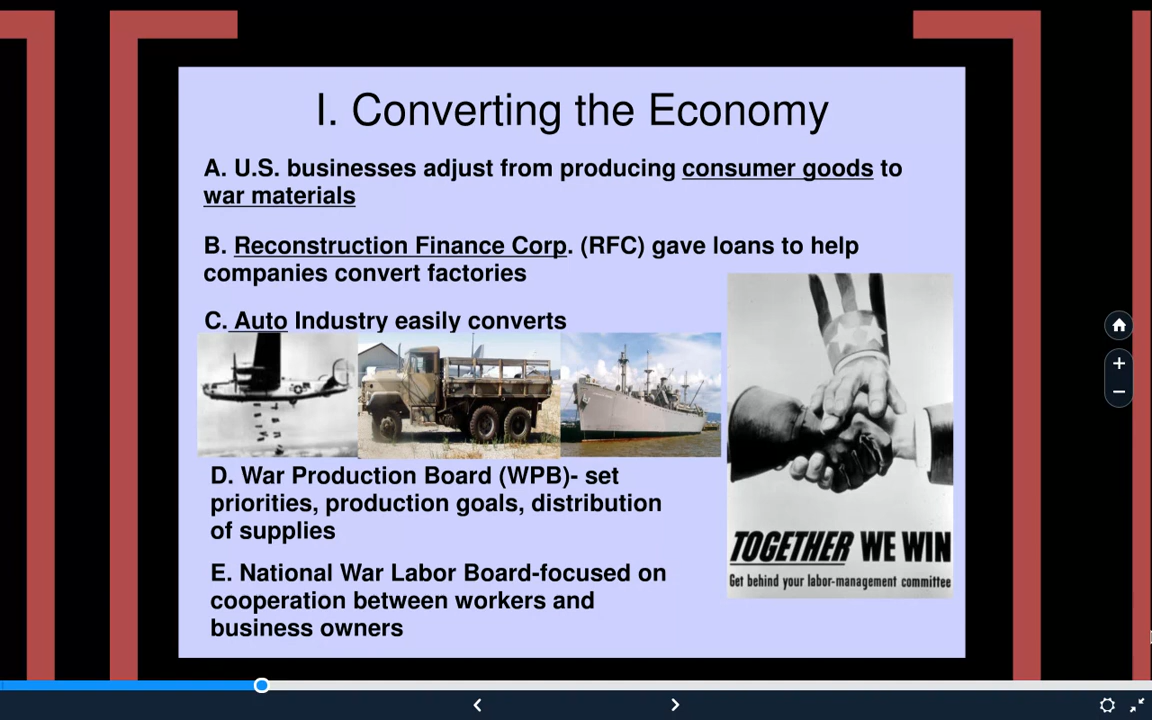 I. Converting the Economy
A. U.S. businesses adjust from producing consumer goods to
war materials
B. Reconstruction Finance Corp. (RFC) gave loans to help
companies convert factories
C. Auto Industry easily converts
D. War Production Board (WPB)- set
priorities, production goals, distribution
of supplies
E. National War Labor Board-focused on
cooperation between workers and
business owners
TOGETHER WE WIN
Get behind your labor-management committee